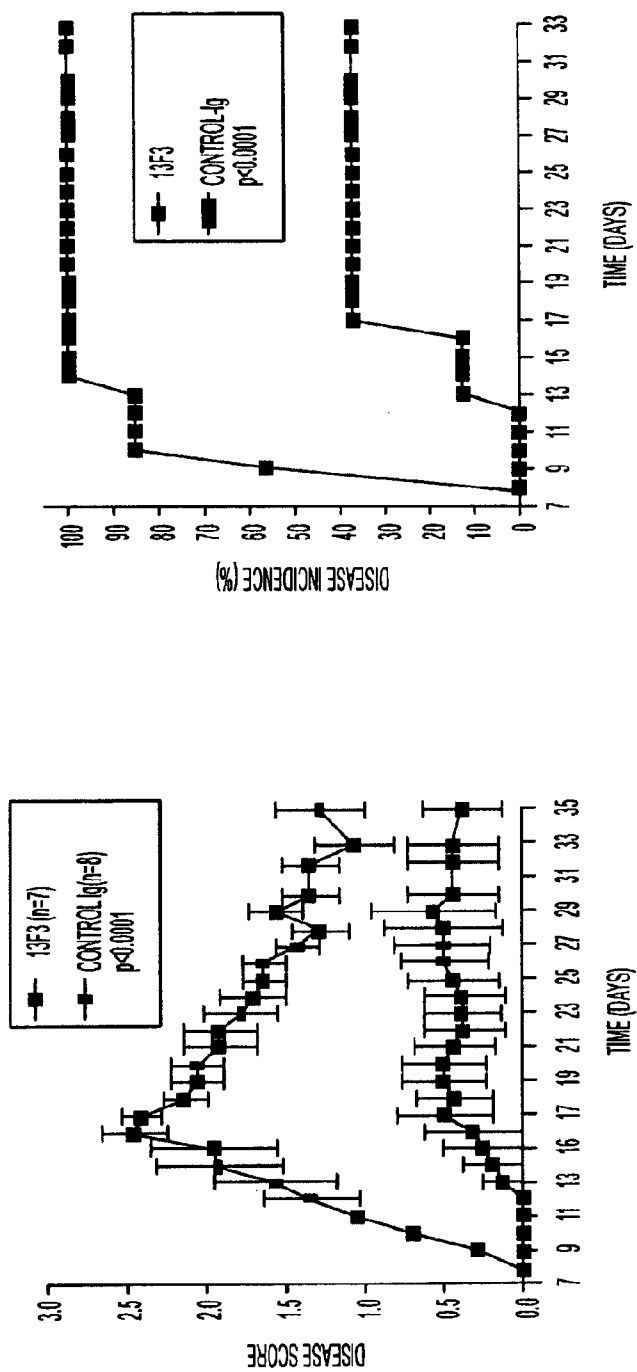 3.0
2.5
2.0
1.5
1.0
0.5
0.0
DISEASE SCORE
13F3 (n=7)
CONTROL Ig(n=8)
p<0.0001
7 9 11 13 16 17 19 21 23 25 27 29 31 33 35
TIME (DAYS)
100
90
80
70
60
50
40
30
20
10
0
DISEASE INCIDENCE (%)
13F3
CONTROL-Ig
p<0.0001
7 9 11 13 15 17 19 21 23 25 27 29 31 33
TIME (DAYS)